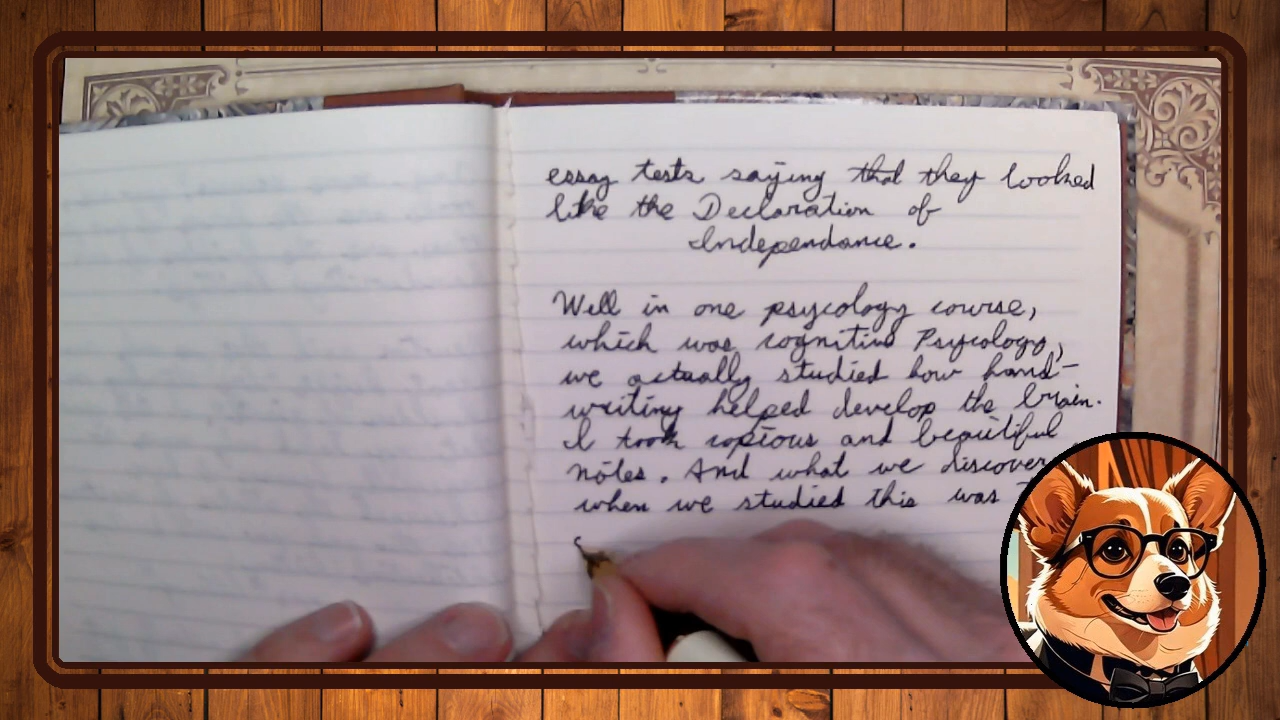 essay tests saying that they looked
like the Declaration of
Independance.
Well in one psycology course,
which was cognitive Psycology,
we actually studied how hand-
writing helped develop the brain.
I took copious and beautiful
notes. And what we discover
when we studied this was